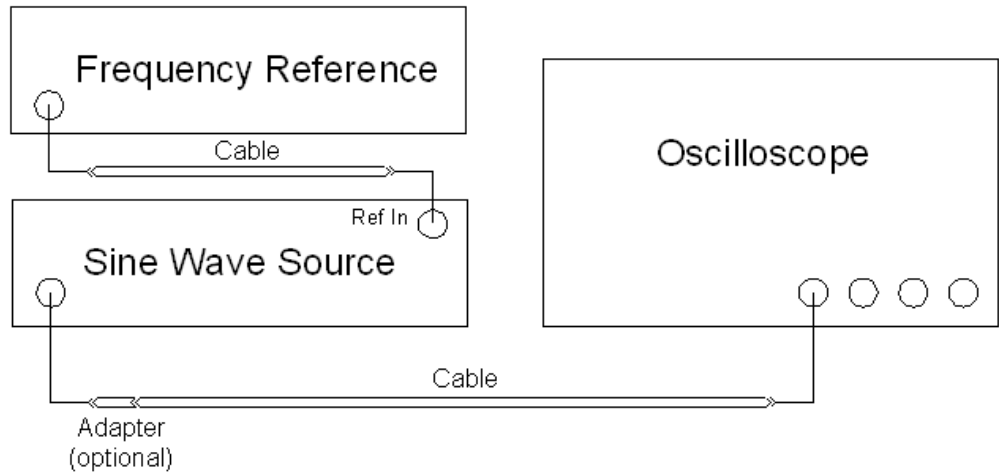 Frequency Reference
Cable
Oscilloscope
Ref In
Sine Wave Source
Cable
Adapter
(optional)